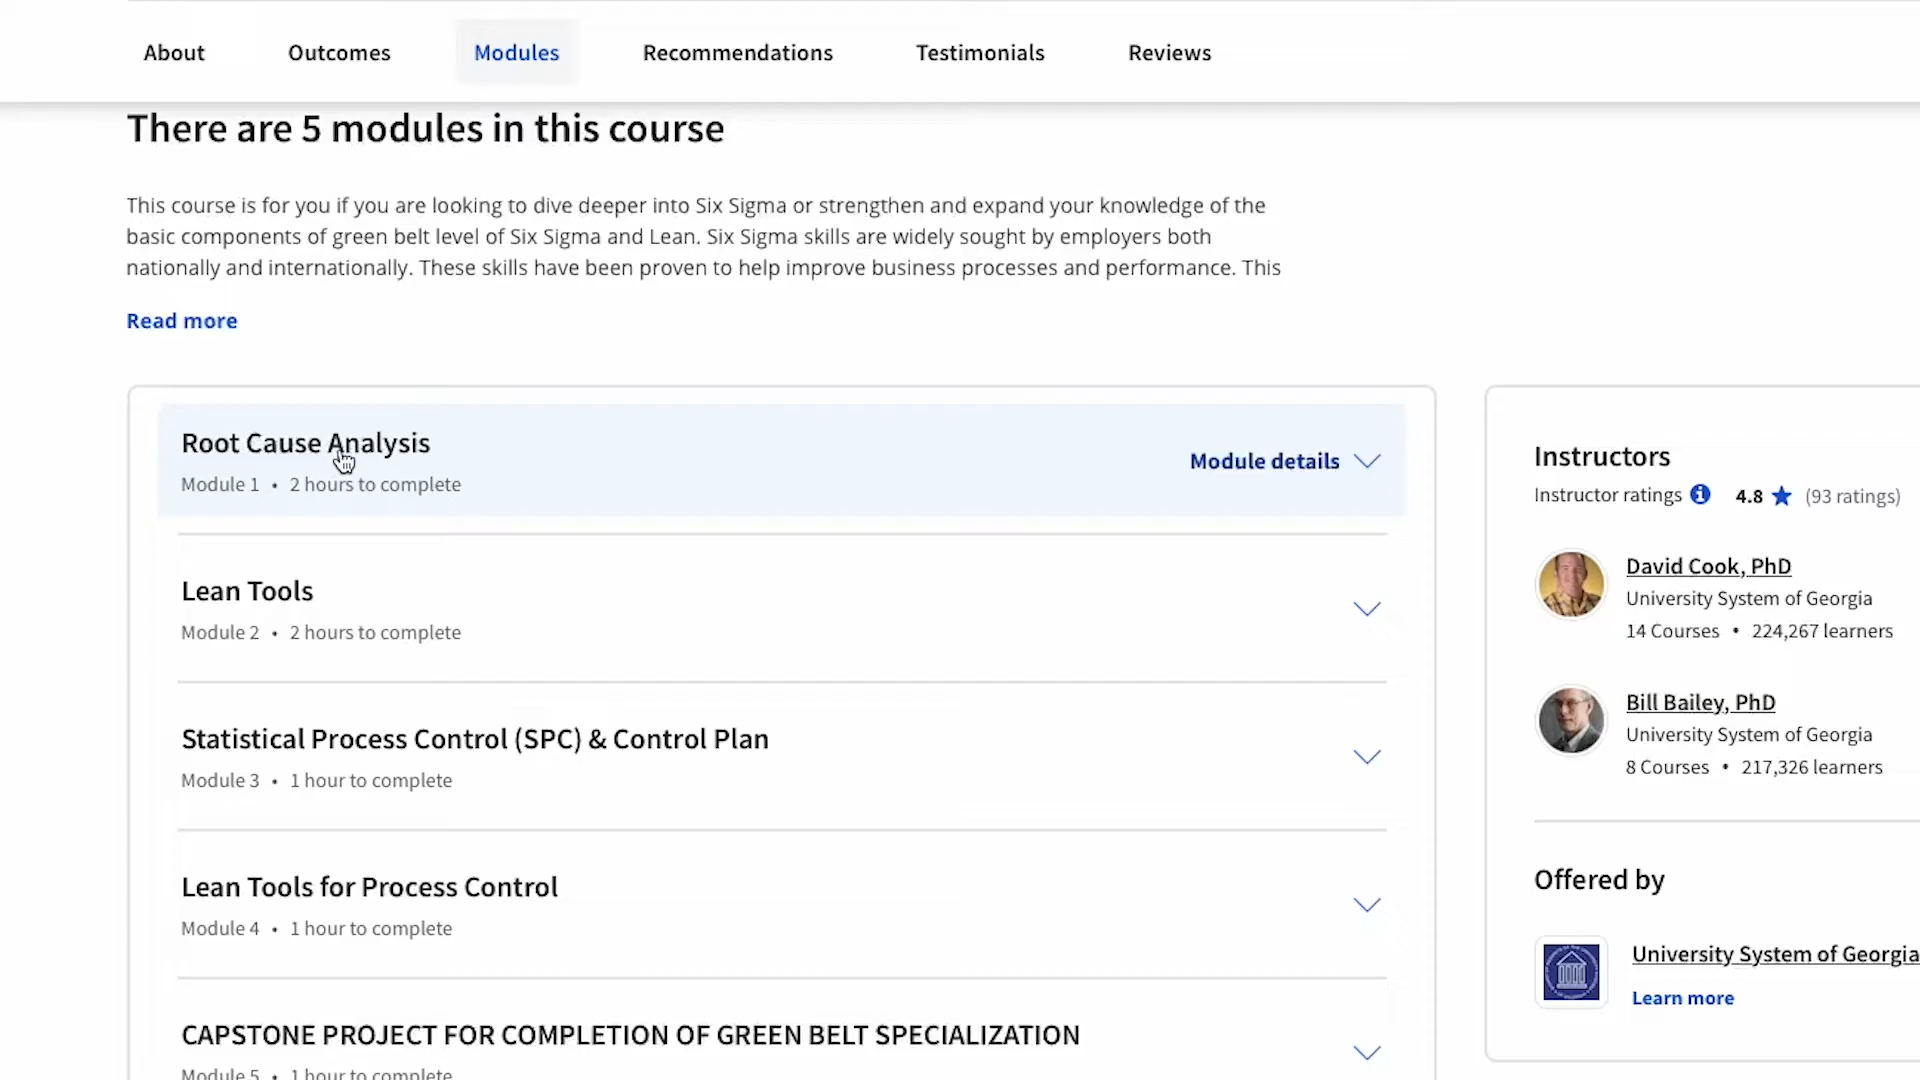 About
Outcomes
Modules
Recommendations
Testimonials
Reviews
There are 5 modules in this course
This course is for you if you are looking to dive deeper into Six Sigma or strengthen and expand your knowledge of the
basic components of green belt level of Six Sigma and Lean. Six Sigma skills are widely sought by employers both
nationally and internationally. These skills have been proven to help improve business processes and performance. This
Read more
Root Cause Analysis
Module 1 • 2 hours to complete
Module details
Lean Tools
Module 2 • 2 hours to complete
Statistical Process Control (SPC) & Control Plan
Module 3 • 1 hour to complete
Lean Tools for Process Control
Module 4 • 1 hour to complete
CAPSTONE PROJECT FOR COMPLETION OF GREEN BELT SPECIALIZATION
Module 5 • 1 hour to complete
Instructors
Instructor ratings 4.8 (93 ratings)
David Cook, PhD
University System of Georgia
14 Courses • 224,267 learners
Bill Bailey, PhD
University System of Georgia
8 Courses • 217,326 learners
Offered by
University System of Georgia
Learn more